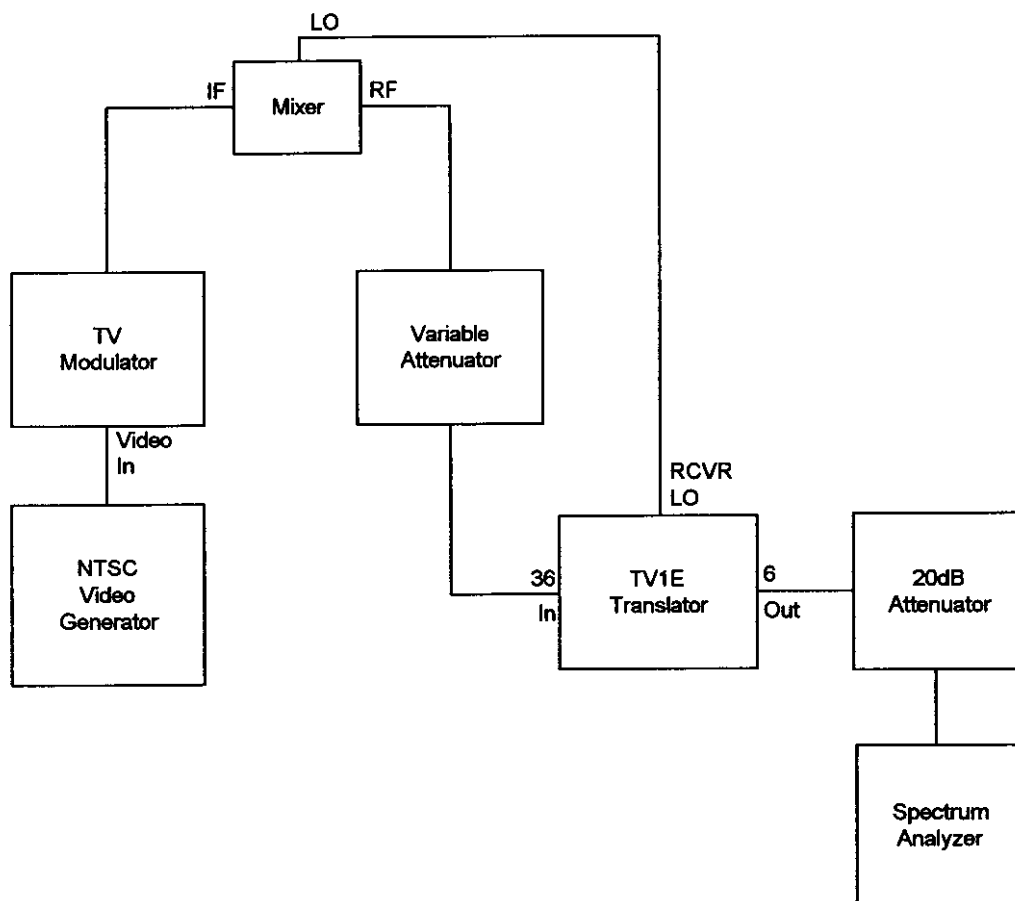 LO
IF
Mixer
RF
TV
Modulator
Variable
Attenuator
Video
In
RCVR
LO
NTSC
Video
Generator
36
In
TV1E
Translator
6
Out
20dB
Attenuator
Spectrum
Analyzer